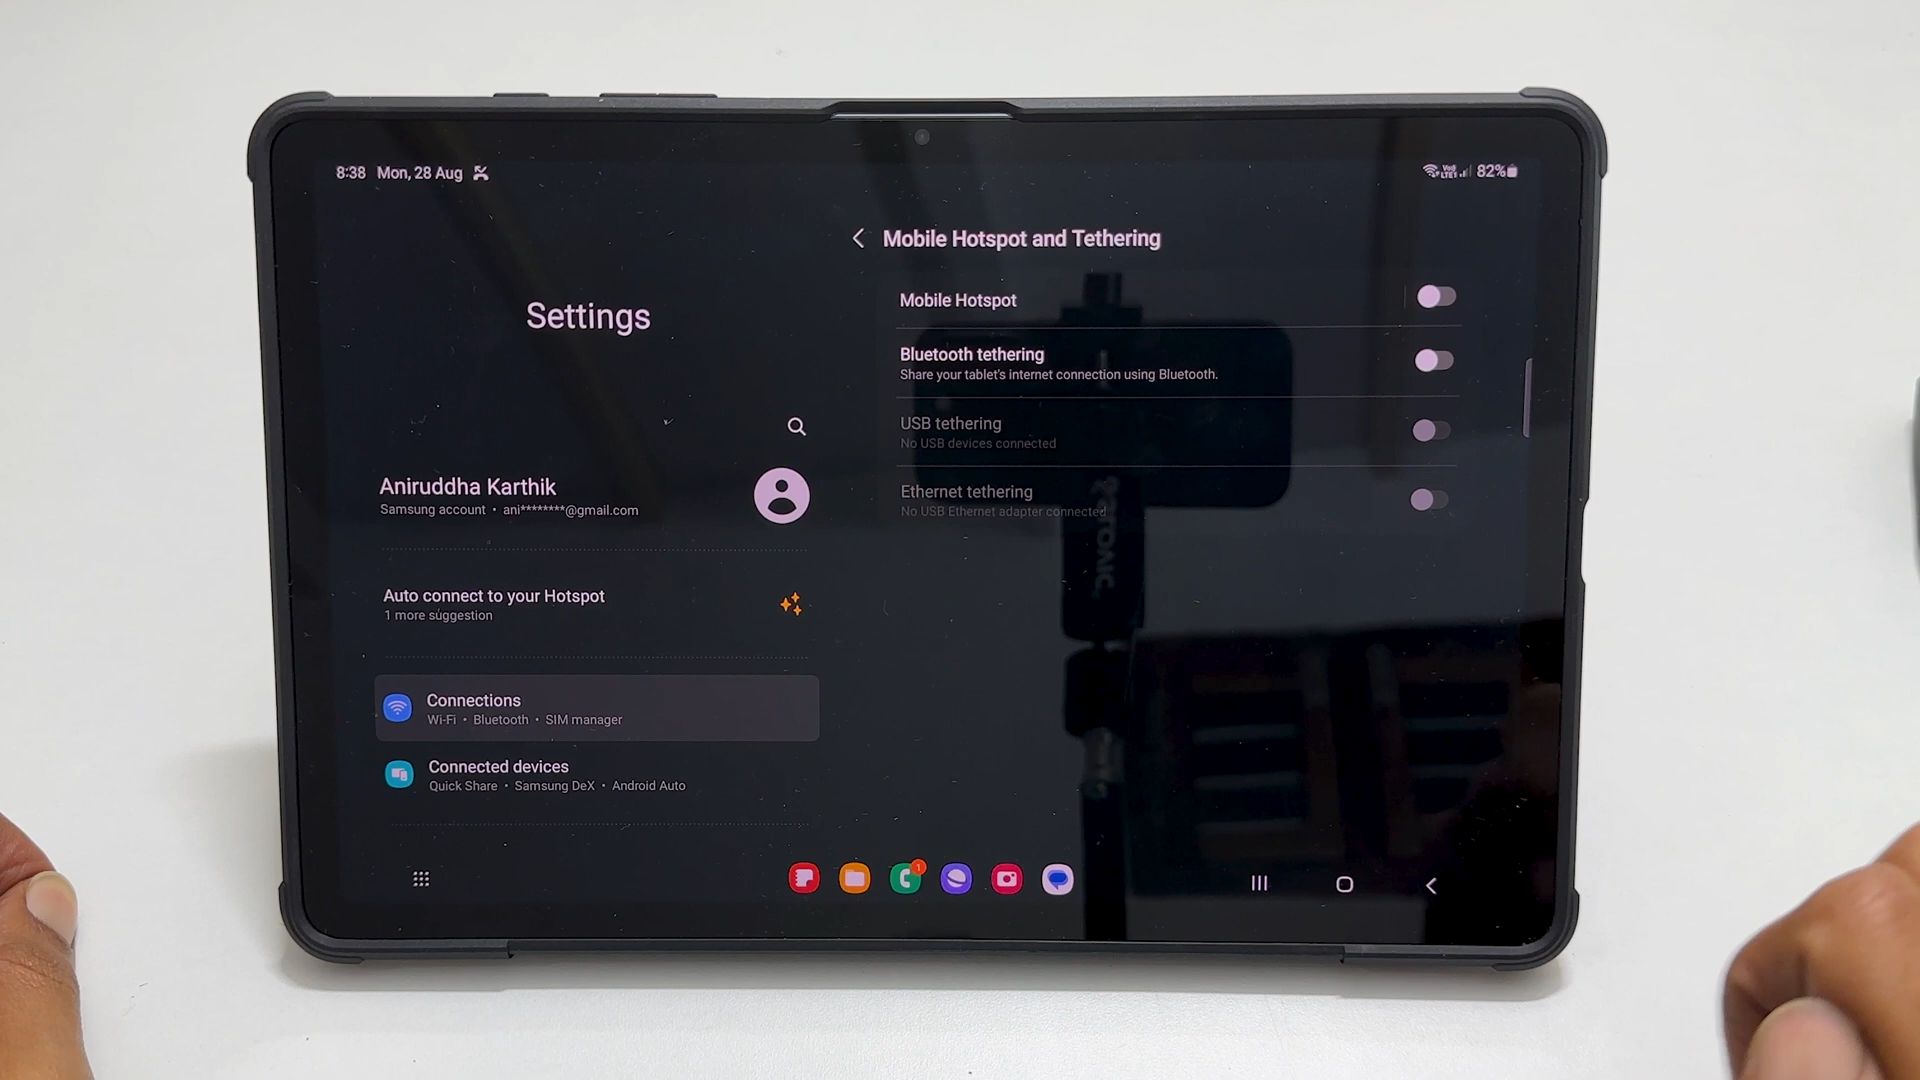 8:38 Mon, 28 Aug
82%
Settings
Aniruddha Karthik
Samsung account • ani********@gmail.com
Auto connect to your Hotspot
1 more suggestion
Connections
Wi-Fi • Bluetooth • SIM manager
Connected devices
Quick Share • Samsung DeX • Android Auto
Mobile Hotspot and Tethering
Mobile Hotspot
Bluetooth tethering
Share your tablet's internet connection using Bluetooth.
USB tethering
No USB devices connected
Ethernet tethering
No USB Ethernet adapter connected
1